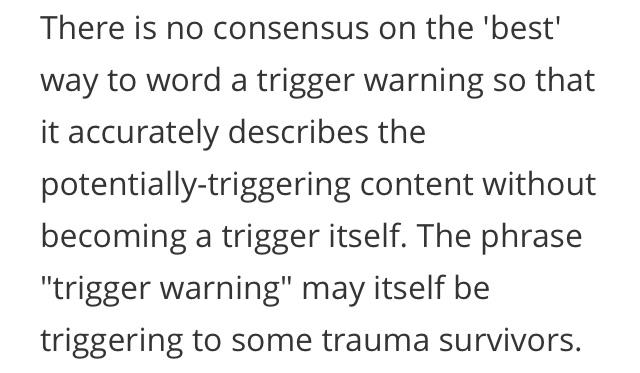 There is no consensus on the 'best'
way to word a trigger warning so that
it accurately describes the
potentially-triggering content without
becoming a trigger itself. The phrase
"trigger warning" may itself be
triggering to some trauma survivors.